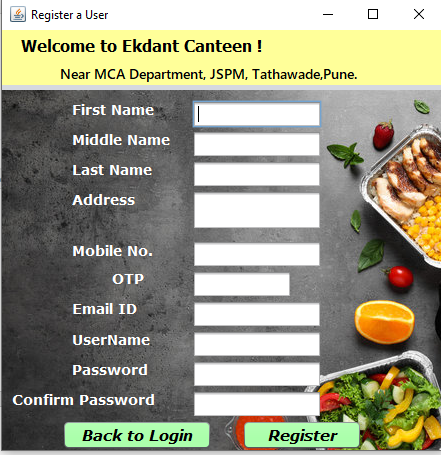 Register a User
Welcome to Ekdant Canteen !
Near MCA Department, JSPM, Tathawade,Pune.
First Name
Middle Name
Last Name
Address
Mobile No.
OTP
Email ID
UserName
Password
Confirm Password
Back to Login
Register